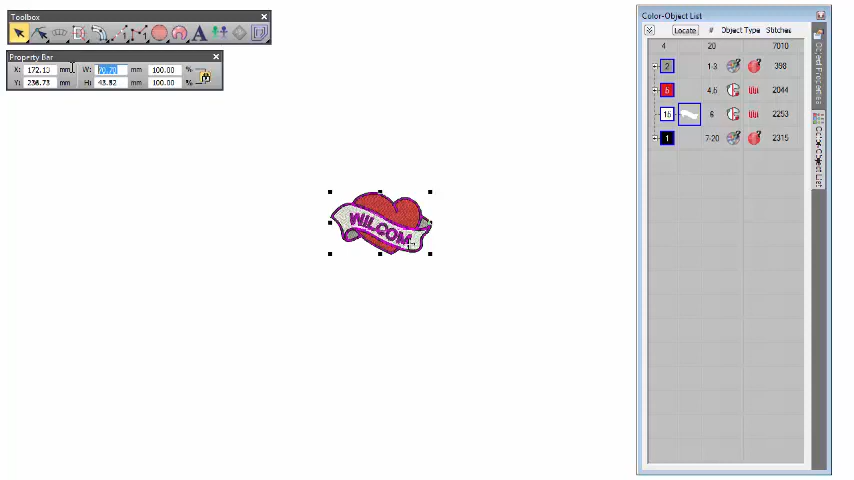 Toolbox
Property Bar
X: 172.13 mm W: 70.70 mm 100.00 %
Y: 236.73 mm H: 43.82 mm 100.00 %
WILCOM
Color-Object List
Locate # Object Type Stitches
4 20 7010
2 1-3 398
5 4,5 2044
16 6 2253
1 7-20 2315
Object Properties
Color-Object List